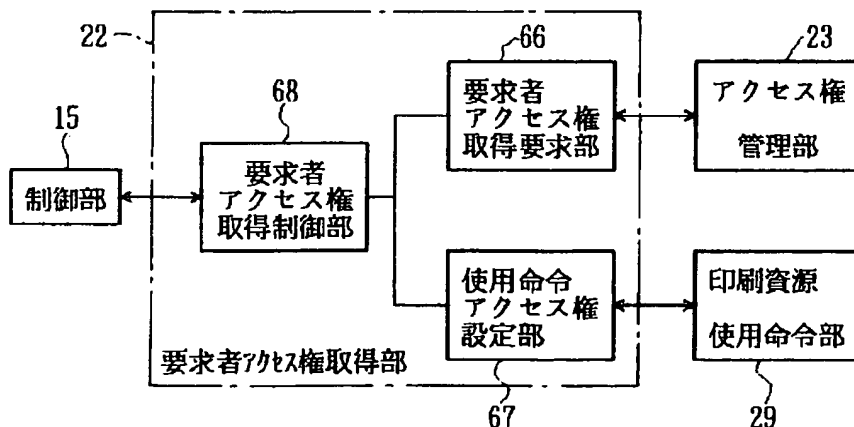 22
66
23
要求者
アクセス権
取得要求部
アクセス権
管理部
68
15
制御部
要求者
アクセス権
取得制御部
使用命令
アクセス権
設定部
印刷資源
使用命令部
要求者アクセス権取得部
67
29